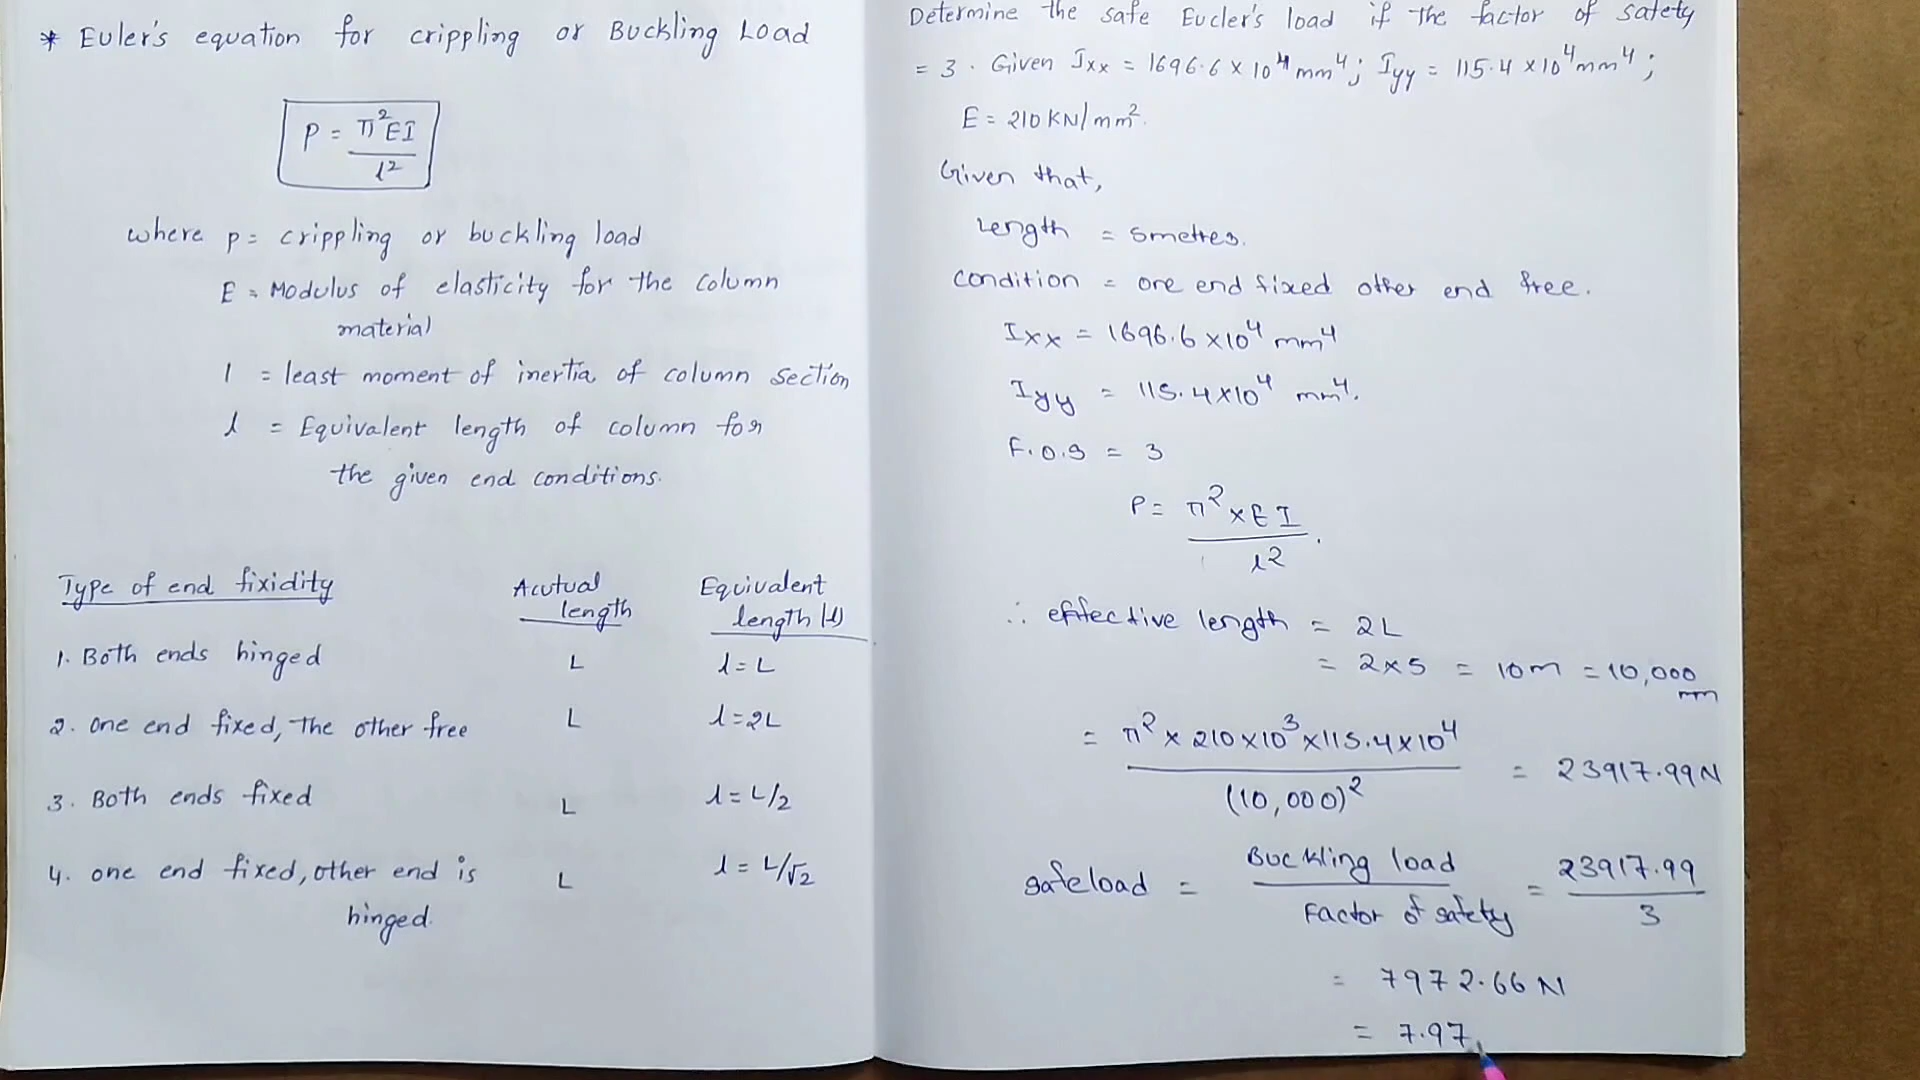 * Euler's equation for crippling or Buckling Load
P = π²EI / l²
where P = crippling or buckling load
E = Modulus of elasticity for the column
material
I = least moment of inertia of column section
l = Equivalent length of column for
the given end conditions.
Type of end fixidity Acutual length Equivalent length (l)
1. Both ends hinged L l = L
2. one end fixed, The other free L l = 2L
3. Both ends fixed L l = L/2
4. one end fixed, other end is L l = L/√2
hinged.
Determine the safe Eucler's load if the factor of safety
= 3. Given Ixx = 1696.6 x 10⁴ mm⁴; Iyy = 115.4 x 10⁴ mm⁴;
E = 210 KN/mm².
Given that,
Length = 5 metres.
condition = one end fixed other end free.
Ixx = 1696.6 x 10⁴ mm⁴
Iyy = 115.4 x 10⁴ mm⁴.
F.O.S = 3
P = π² x E I / l².
∴ effective length = 2L
= 2 x 5 = 10m = 10,000 mm
= π² x 210 x 10³ x 115.4 x 10⁴ / (10,000)² = 23917.99 N
safe load = Buckling load / Factor of safety = 23917.99 / 3
= 7972.66 N
= 7.97